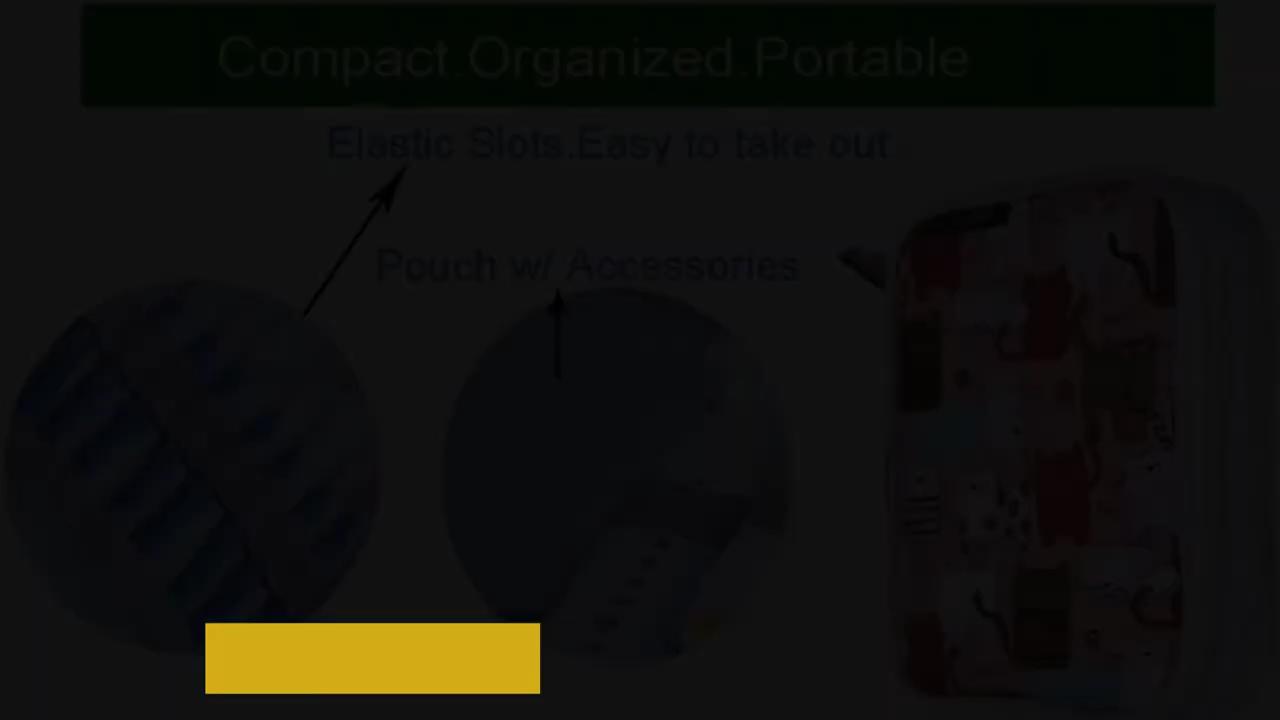 Compact.Organized.Portable
Elastic Slots.Easy to take out
Pouch w/ Accessories